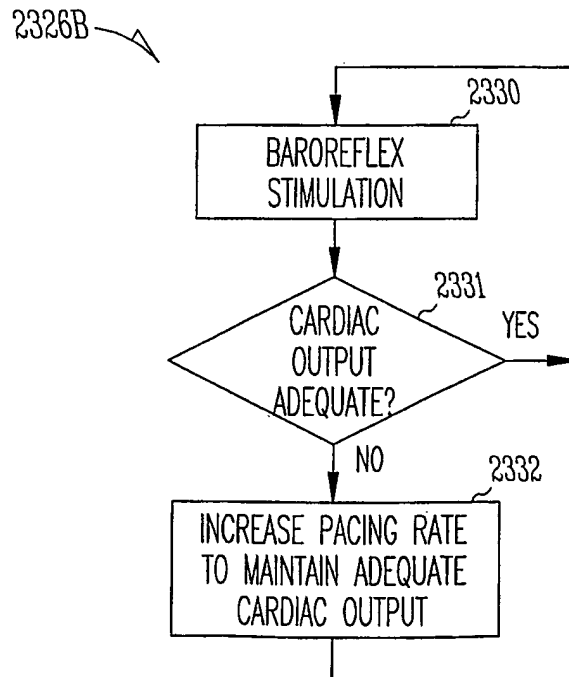 2326B
2330
BAROREFLEX
STIMULATION
2331
CARDIAC
OUTPUT
ADEQUATE?
YES
NO
2332
INCREASE PACING RATE
TO MAINTAIN ADEQUATE
CARDIAC OUTPUT